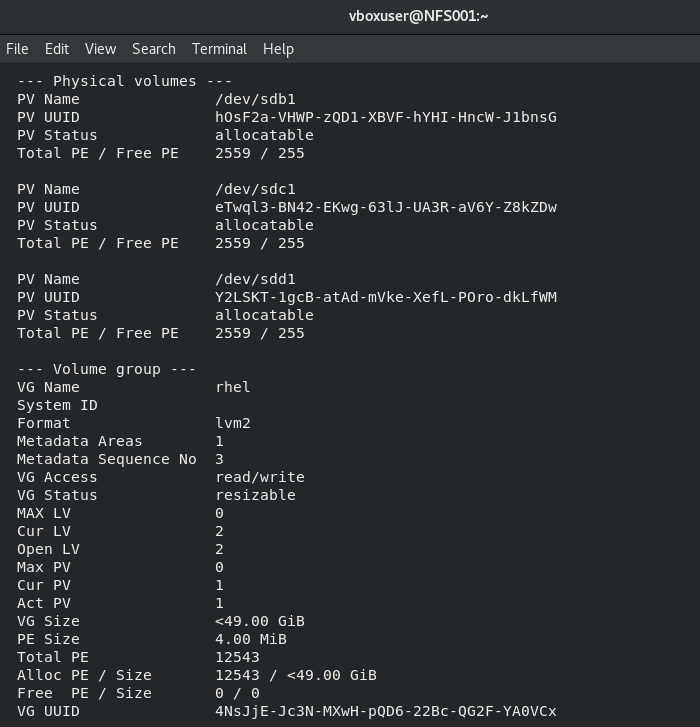 vboxuser@NFS001:~
File Edit View Search Terminal Help
--- Physical volumes ---
PV Name /dev/sdb1
PV UUID hOsF2a-VHWP-zQD1-XBVF-hYHI-HncW-J1bnsG
PV Status allocatable
Total PE / Free PE 2559 / 255
PV Name /dev/sdc1
PV UUID eTwql3-BN42-EKwg-63lJ-UA3R-aV6Y-Z8kZDw
PV Status allocatable
Total PE / Free PE 2559 / 255
PV Name /dev/sdd1
PV UUID Y2LSKT-1gcB-atAd-mVke-XefL-POro-dkLfWM
PV Status allocatable
Total PE / Free PE 2559 / 255
--- Volume group ---
VG Name rhel
System ID
Format lvm2
Metadata Areas 1
Metadata Sequence No 3
VG Access read/write
VG Status resizable
MAX LV 0
Cur LV 2
Open LV 2
Max PV 0
Cur PV 1
Act PV 1
VG Size <49.00 GiB
PE Size 4.00 MiB
Total PE 12543
Alloc PE / Size 12543 / <49.00 GiB
Free  PE / Size 0 / 0
VG UUID 4NsJjE-Jc3N-MXwH-pQD6-22Bc-QG2F-YA0VCx